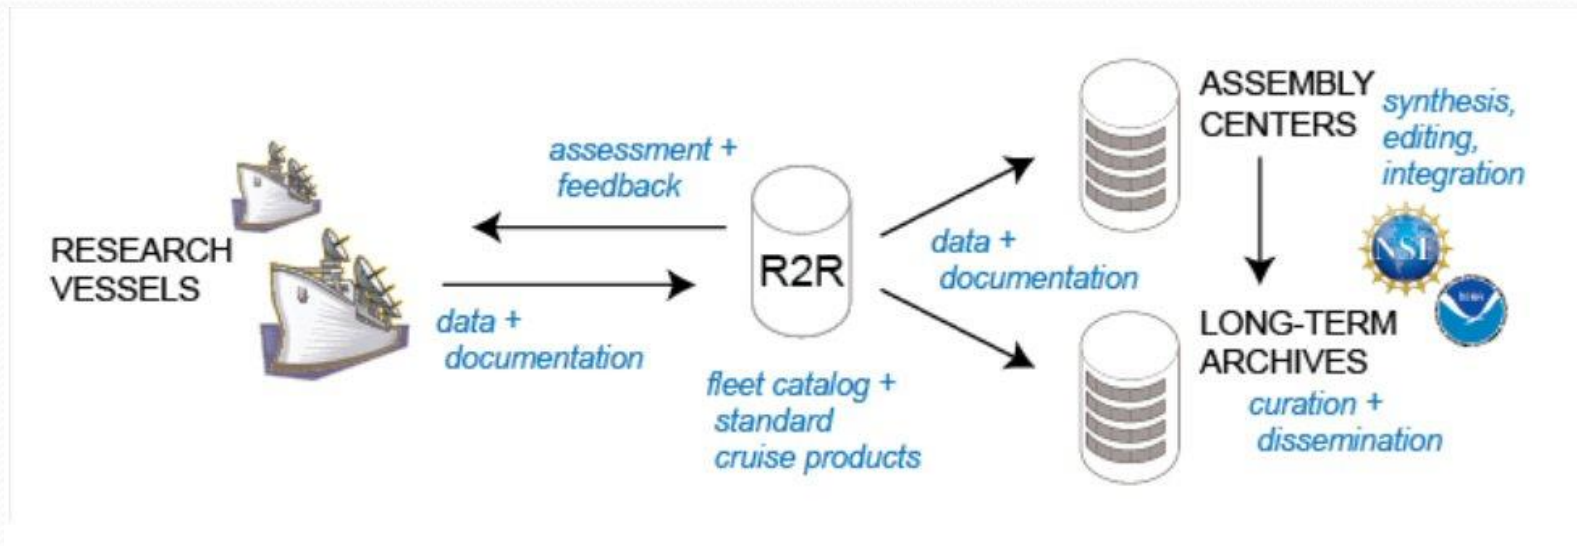 RESEARCH
VESSELS
assessment +
feedback
data +
documentation
R2R
fleet catalog +
standard
cruise products
data +
documentation
ASSEMBLY
CENTERS
synthesis,
editing,
integration
NSF
LONG-TERM
ARCHIVES
curation +
dissemination